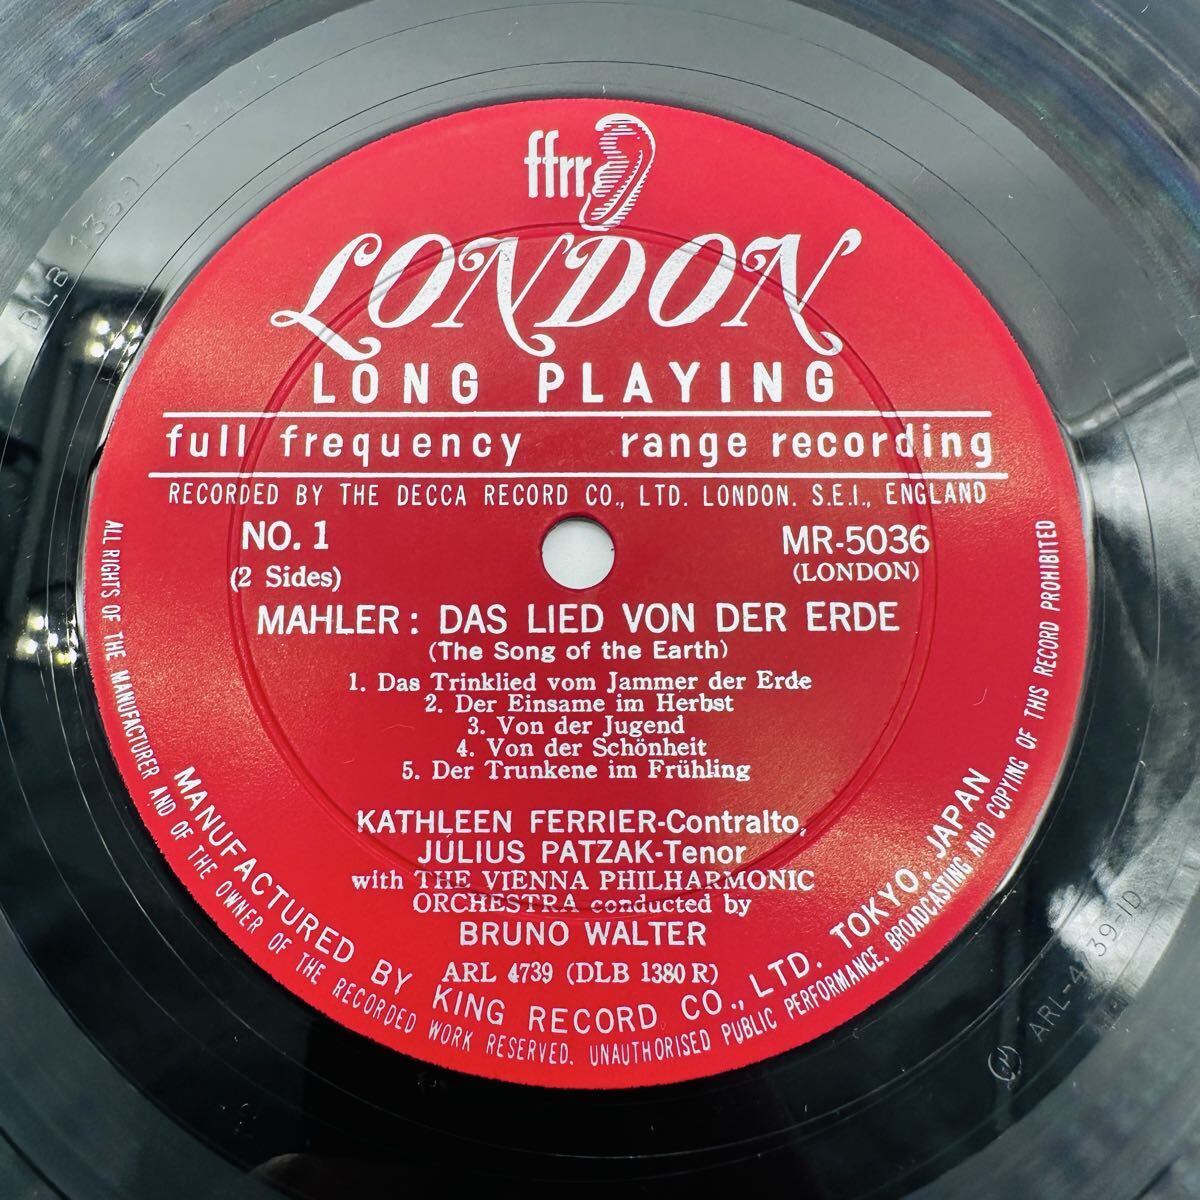 ffrr
LONDON
LONG PLAYING
full frequency range recording
RECORDED BY THE DECCA RECORD CO., LTD. LONDON. S.E.I., ENGLAND
NO. 1
(2 Sides)
MR-5036
(LONDON)
MAHLER: DAS LIED VON DER ERDE
(The Song of the Earth)
1. Das Trinklied vom Jammer der Erde
2. Der Einsame im Herbst
3. Von der Jugend
4. Von der Schönheit
5. Der Trunkene im Frühling
KATHLEEN FERRIER-Contralto,
JULIUS PATZAK-Tenor
with THE VIENNA PHILHARMONIC
ORCHESTRA conducted by
BRUNO WALTER
ARL 4739 (DLB 1380 R)
MANUFACTURED BY KING RECORD CO., LTD. TOKYO, JAPAN
ALL RIGHTS OF THE MANUFACTURER AND OF THE OWNER OF THE RECORDED WORK RESERVED. UNAUTHORISED PUBLIC PERFORMANCE, BROADCASTING AND COPYING OF THIS RECORD PROHIBITED
ARL-4739-1D